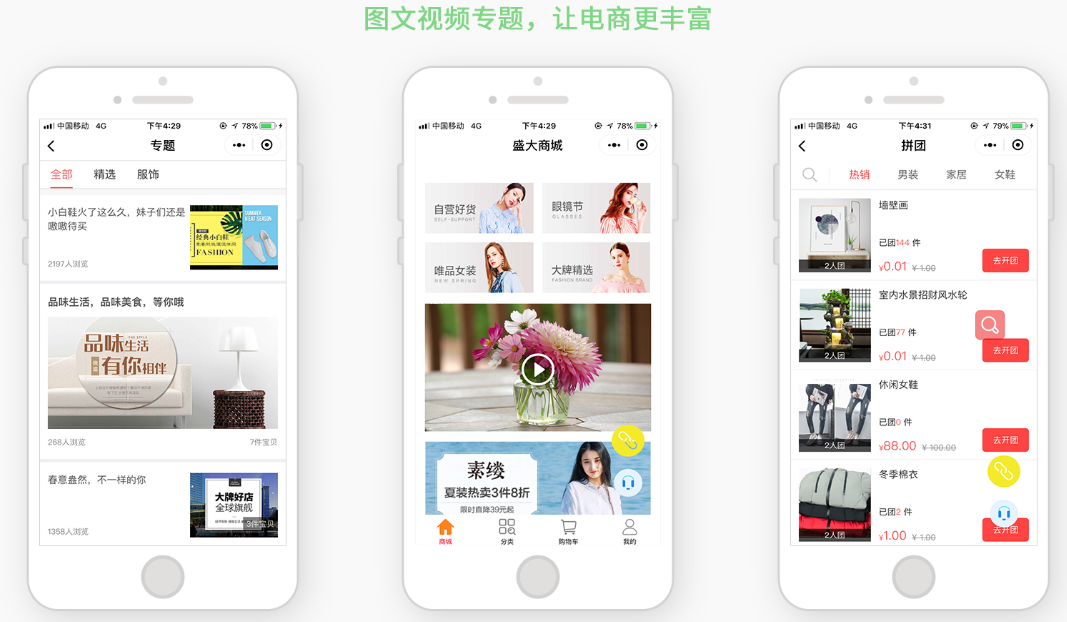 图文视频专题，让电商更丰富
中国移动 4G 下午4:29 78%
专题
全部 精选 服饰
小白鞋火了这么久，妹子们还是
嗷嗷待买
2197人浏览
SUMMER
经典小白鞋
FASHION
品味生活，品味美食，等你哦
品味生活
有你相伴
268人浏览 7件宝贝
春意盎然，不一样的你
1358人浏览
大牌好店
全球旗舰
3件宝贝
中国移动 4G 下午4:29 78%
盛大商城
自营好货
SELF-SUPPORT
眼镜节
GLASSES
唯品女装
NEW SPRING
大牌精选
FASHION BRAND
素缕
夏装热卖3件8折
限时直降39元起
商城 分类 购物车 我的
中国移动 4G 下午4:31 79%
拼团
热销 男装 家居 女鞋
墙壁画
已团144 件
2人团
¥0.01 ¥ 1.00
去开团
室内水景招财风水轮
已团77 件
2人团
¥0.01 ¥ 1.00
去开团
休闲女鞋
已团0 件
2人团
¥88.00 ¥ 100.00
去开团
冬季棉衣
已团2 件
2人团
¥1.00 ¥ 1.00
去开团